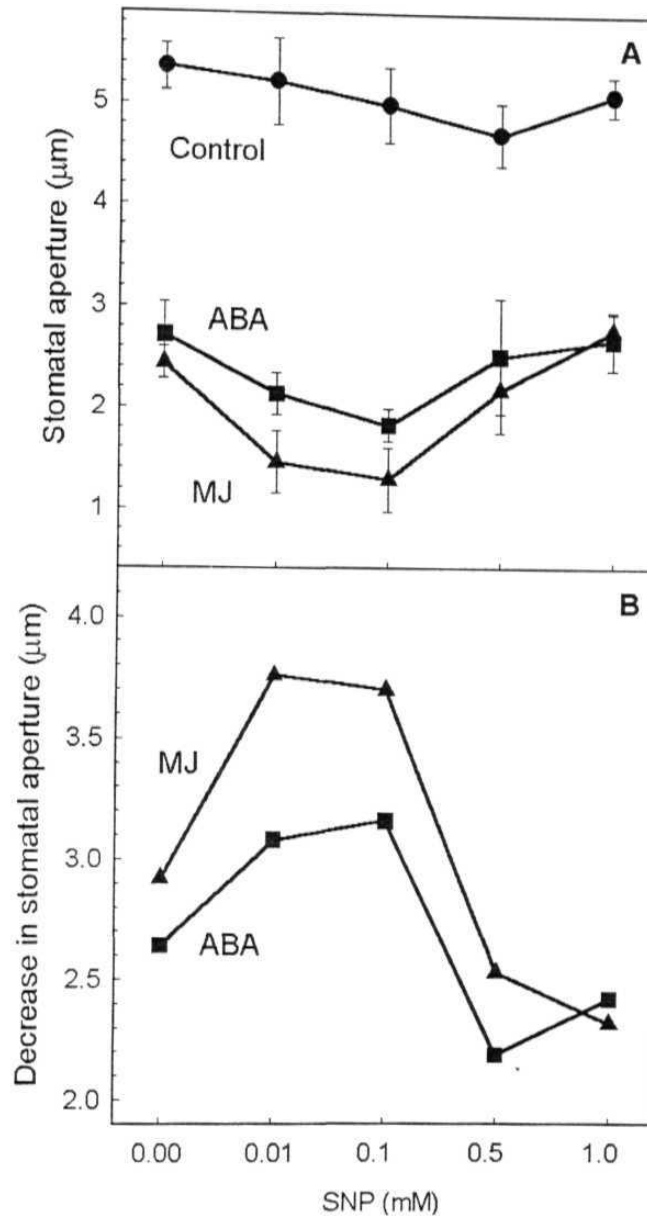 A
Stomatal aperture (μm)
5
4
3
2
1
Control
ABA
MJ
B
Decrease in stomatal aperture (μm)
4.0
3.5
3.0
2.5
2.0
MJ
ABA
0.00 0.01 0.1 0.5 1.0
SNP (mM)